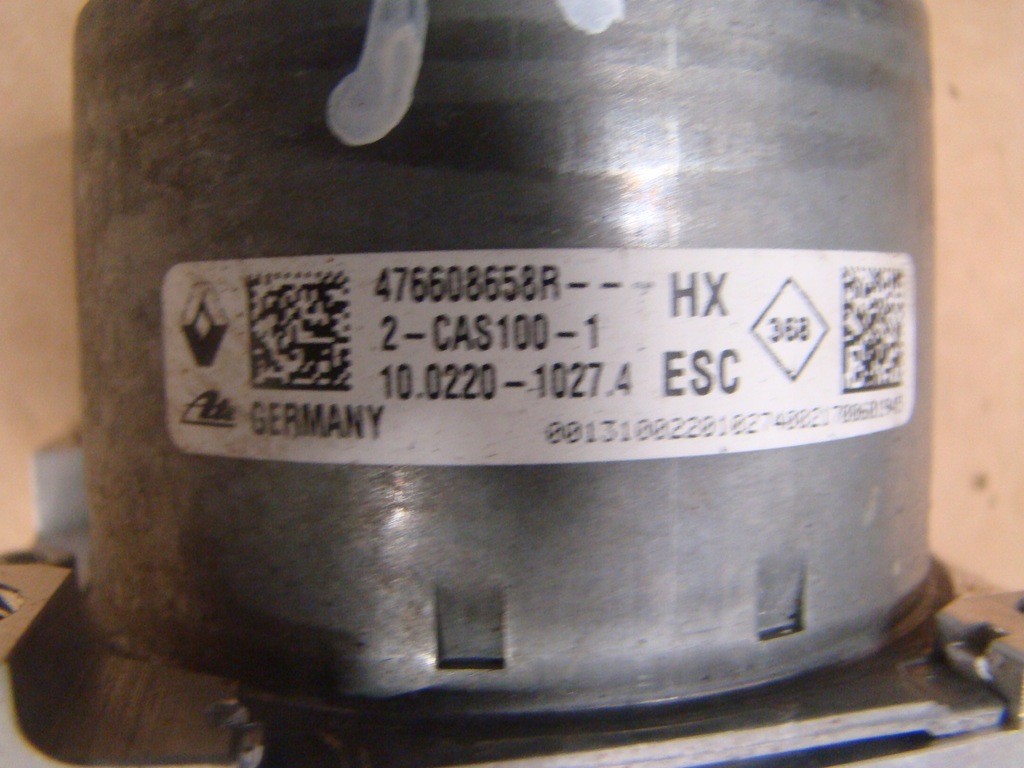 476608658R---
2-CAS100-1
10.0220-1027.4
HX
ESC
368
Ate
GERMANY